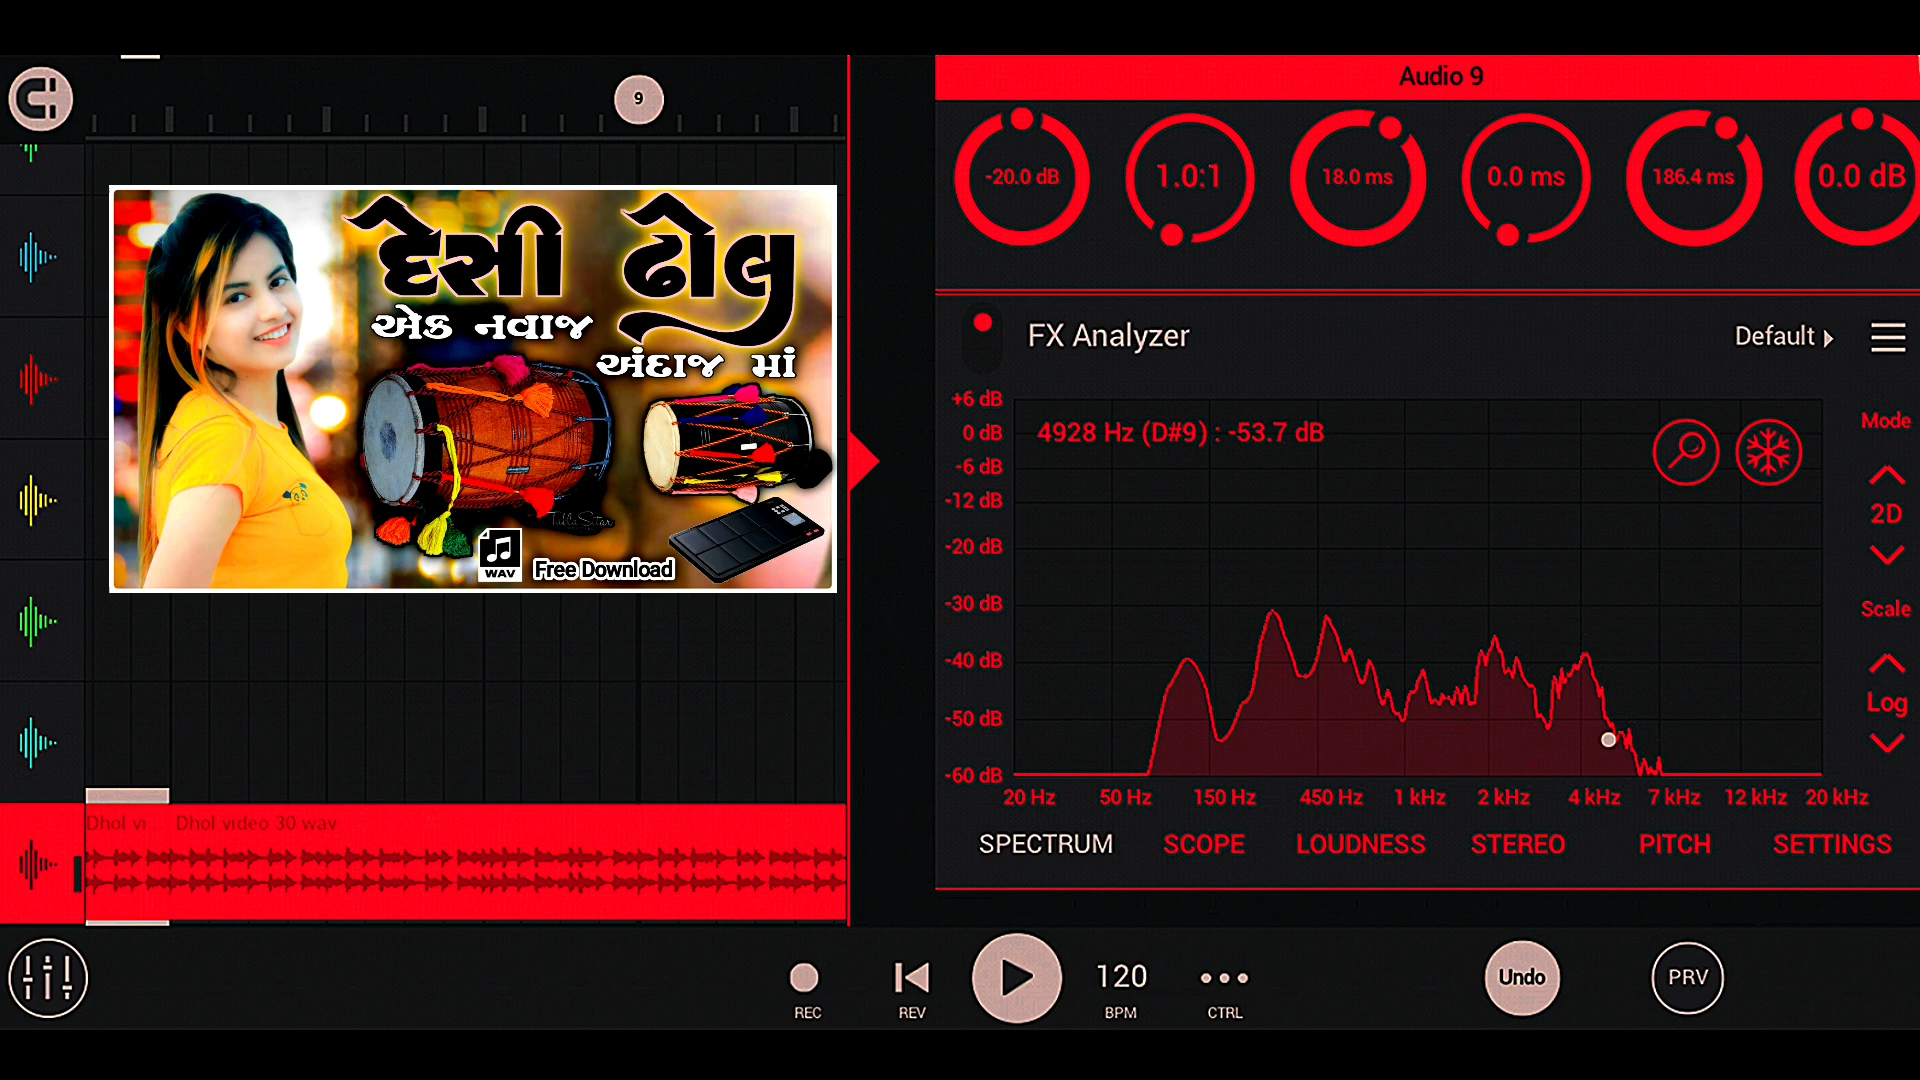 9
Audio 9
-20.0 dB
1.0:1
18.0 ms
0.0 ms
186.4 ms
0.0 dB
દેસી ઢોલ
એક નવાજ
અંદાજ માં
Tabla Sitar
WAV
Free Download
FX Analyzer
Default
4928 Hz (D#9) : -53.7 dB
+6 dB
0 dB
-6 dB
-12 dB
-20 dB
-30 dB
-40 dB
-50 dB
-60 dB
20 Hz 50 Hz 150 Hz 450 Hz 1 kHz 2 kHz 4 kHz 7 kHz 12 kHz 20 kHz
Mode
2D
Scale
Log
SPECTRUM SCOPE LOUDNESS STEREO PITCH SETTINGS
Dhol vi... Dhol video 30 wav
120
Undo
PRV
REC REV BPM CTRL